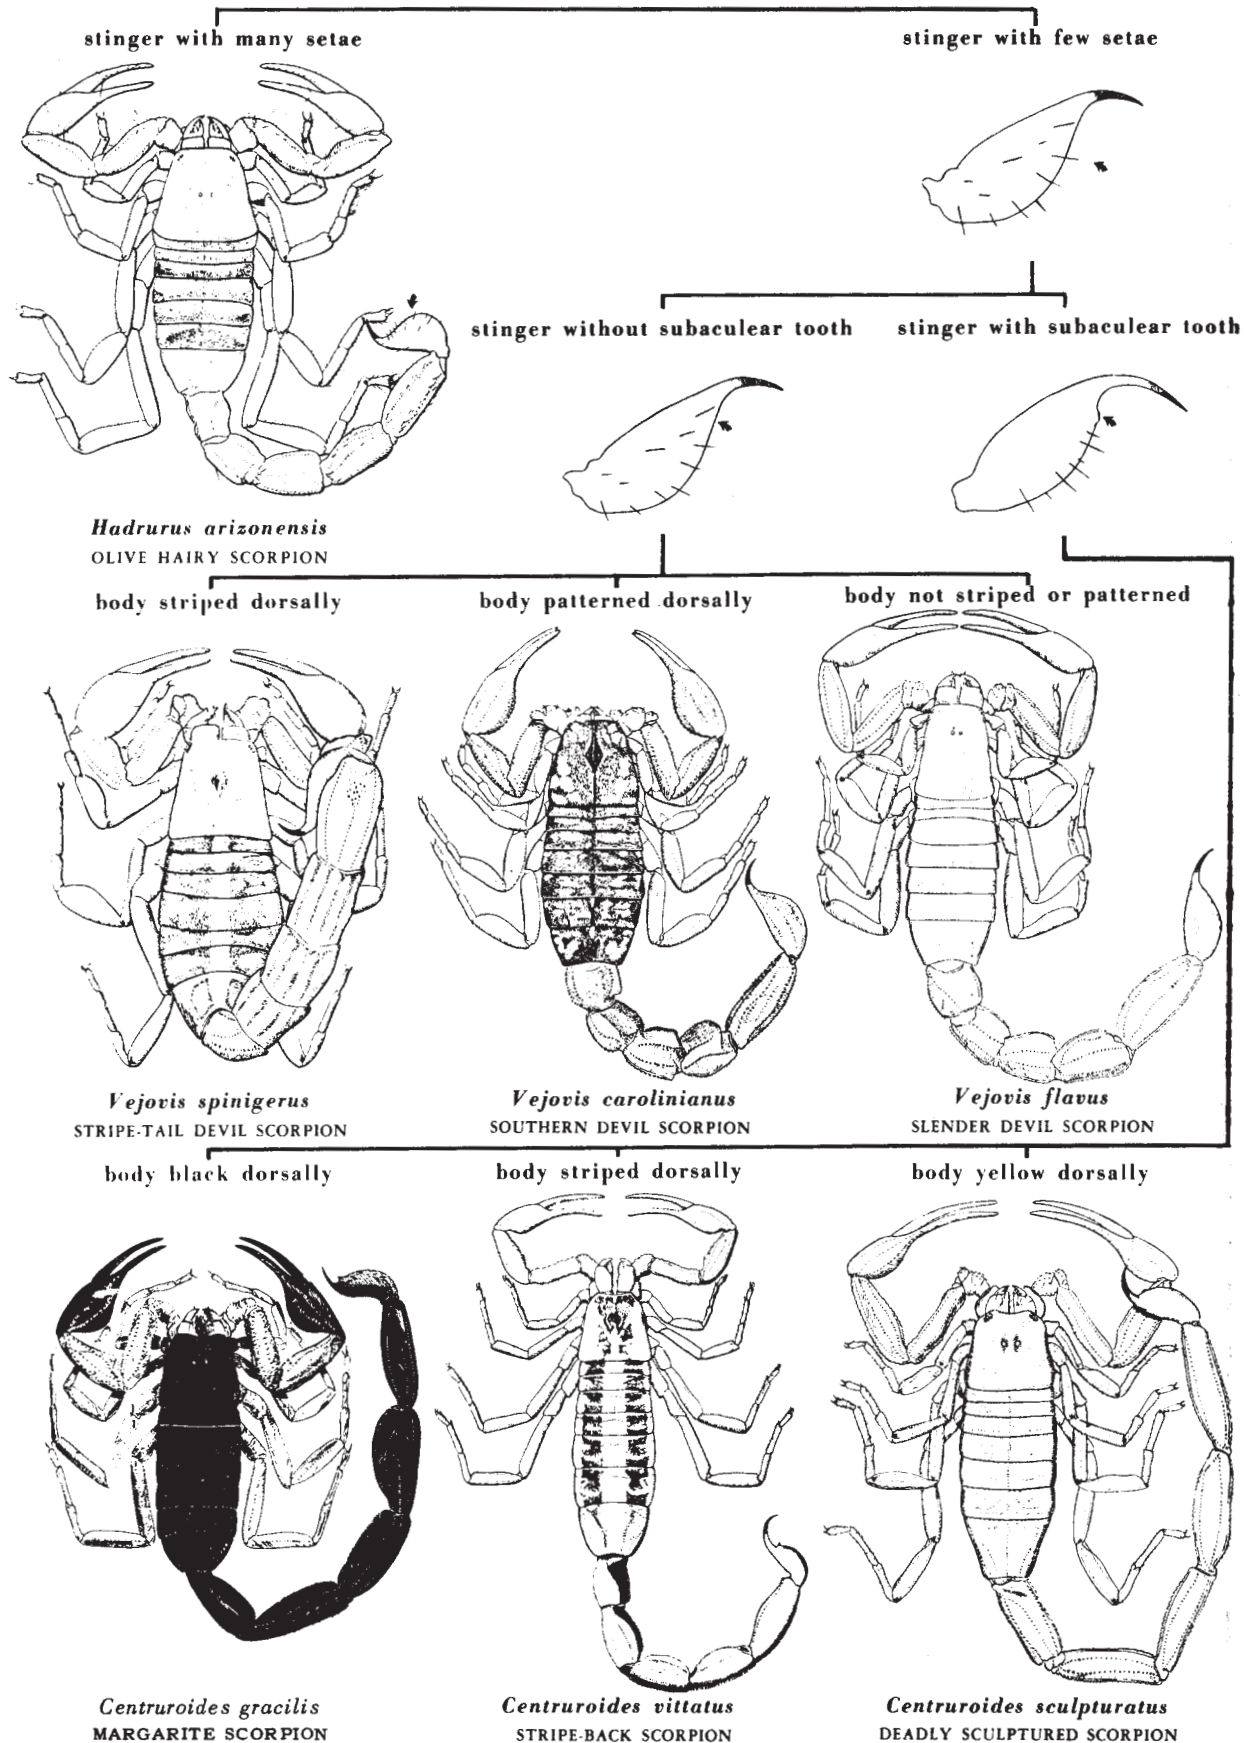 stinger with many setae
stinger with few setae
stinger without subaculear tooth
stinger with subaculear tooth
Hadrurus arizonensis
OLIVE HAIRY SCORPION
body striped dorsally
body patterned dorsally
body not striped or patterned
Vejovis spinigerus
STRIPE-TAIL DEVIL SCORPION
Vejovis carolinianus
SOUTHERN DEVIL SCORPION
Vejovis flavus
SLENDER DEVIL SCORPION
body black dorsally
body striped dorsally
body yellow dorsally
Centruroides gracilis
MARGARITE SCORPION
Centruroides vittatus
STRIPE-BACK SCORPION
Centruroides sculpturatus
DEADLY SCULPTURED SCORPION